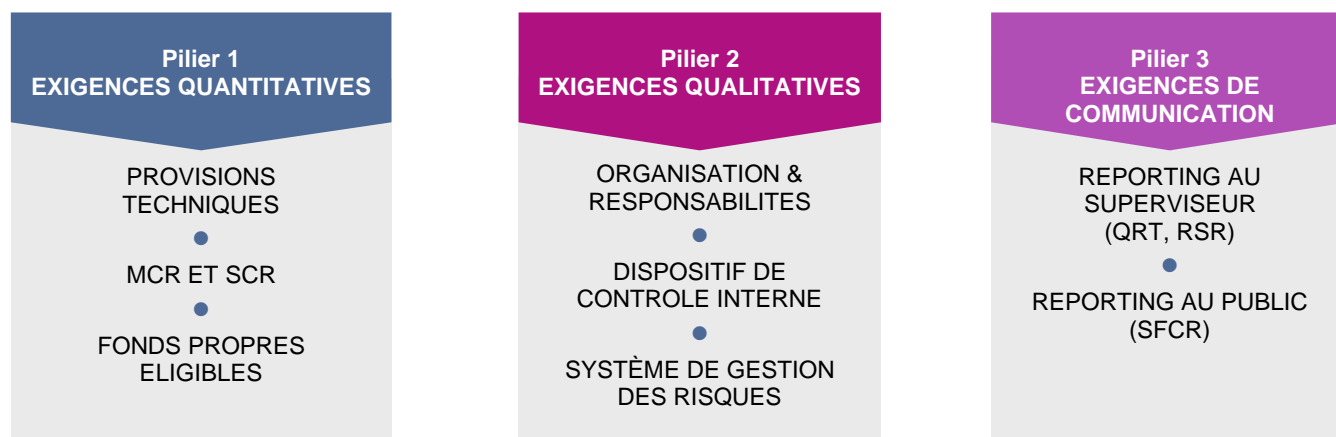 Pilier 1
EXIGENCES QUANTITATIVES
PROVISIONS
TECHNIQUES
MCR ET SCR
FONDS PROPRES
ELIGIBLES
Pilier 2
EXIGENCES QUALITATIVES
ORGANISATION &
RESPONSABILITES
DISPOSITIF DE
CONTROLE INTERNE
SYSTÈME DE GESTION
DES RISQUES
Pilier 3
EXIGENCES DE
COMMUNICATION
REPORTING AU
SUPERVISEUR
(QRT, RSR)
REPORTING AU PUBLIC
(SFCR)